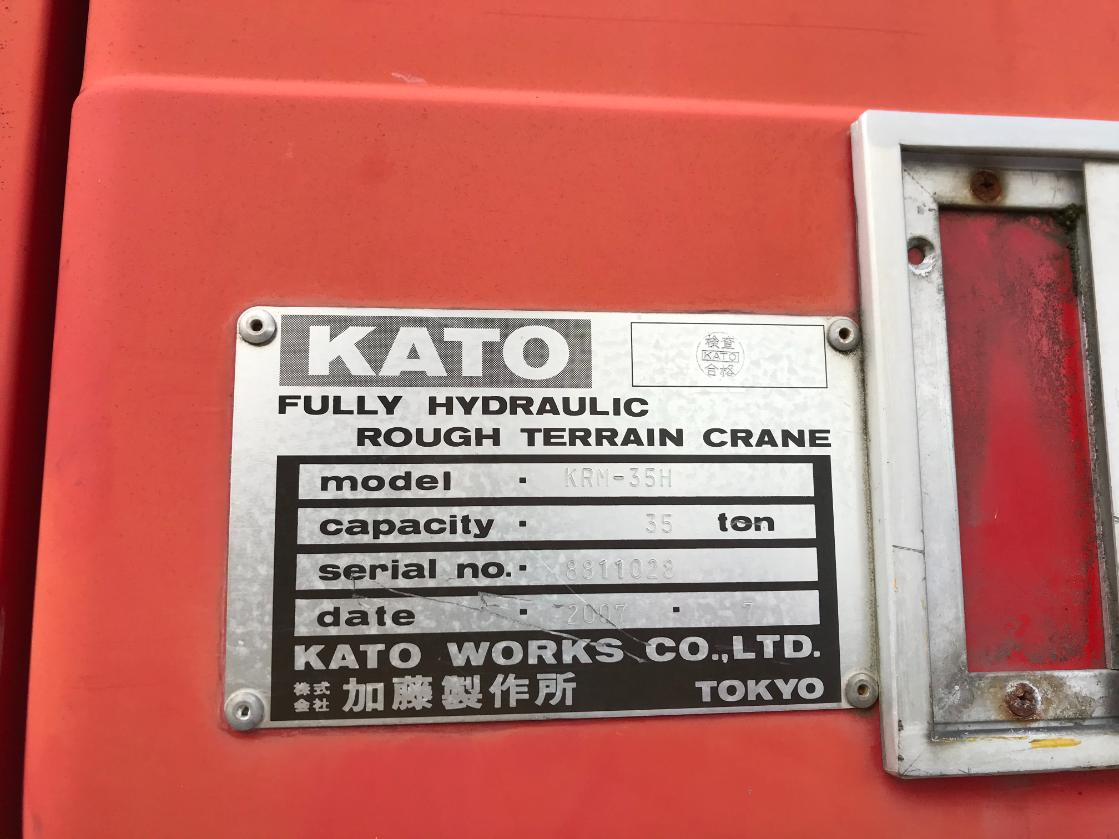 KATO
検査
KATO
合格
FULLY HYDRAULIC
ROUGH TERRAIN CRANE
model · KRM-35H
capacity · 35 ton
serial no. · 8811028
date · 2007 · 7
KATO WORKS CO.,LTD.
株式会社 加藤製作所 TOKYO